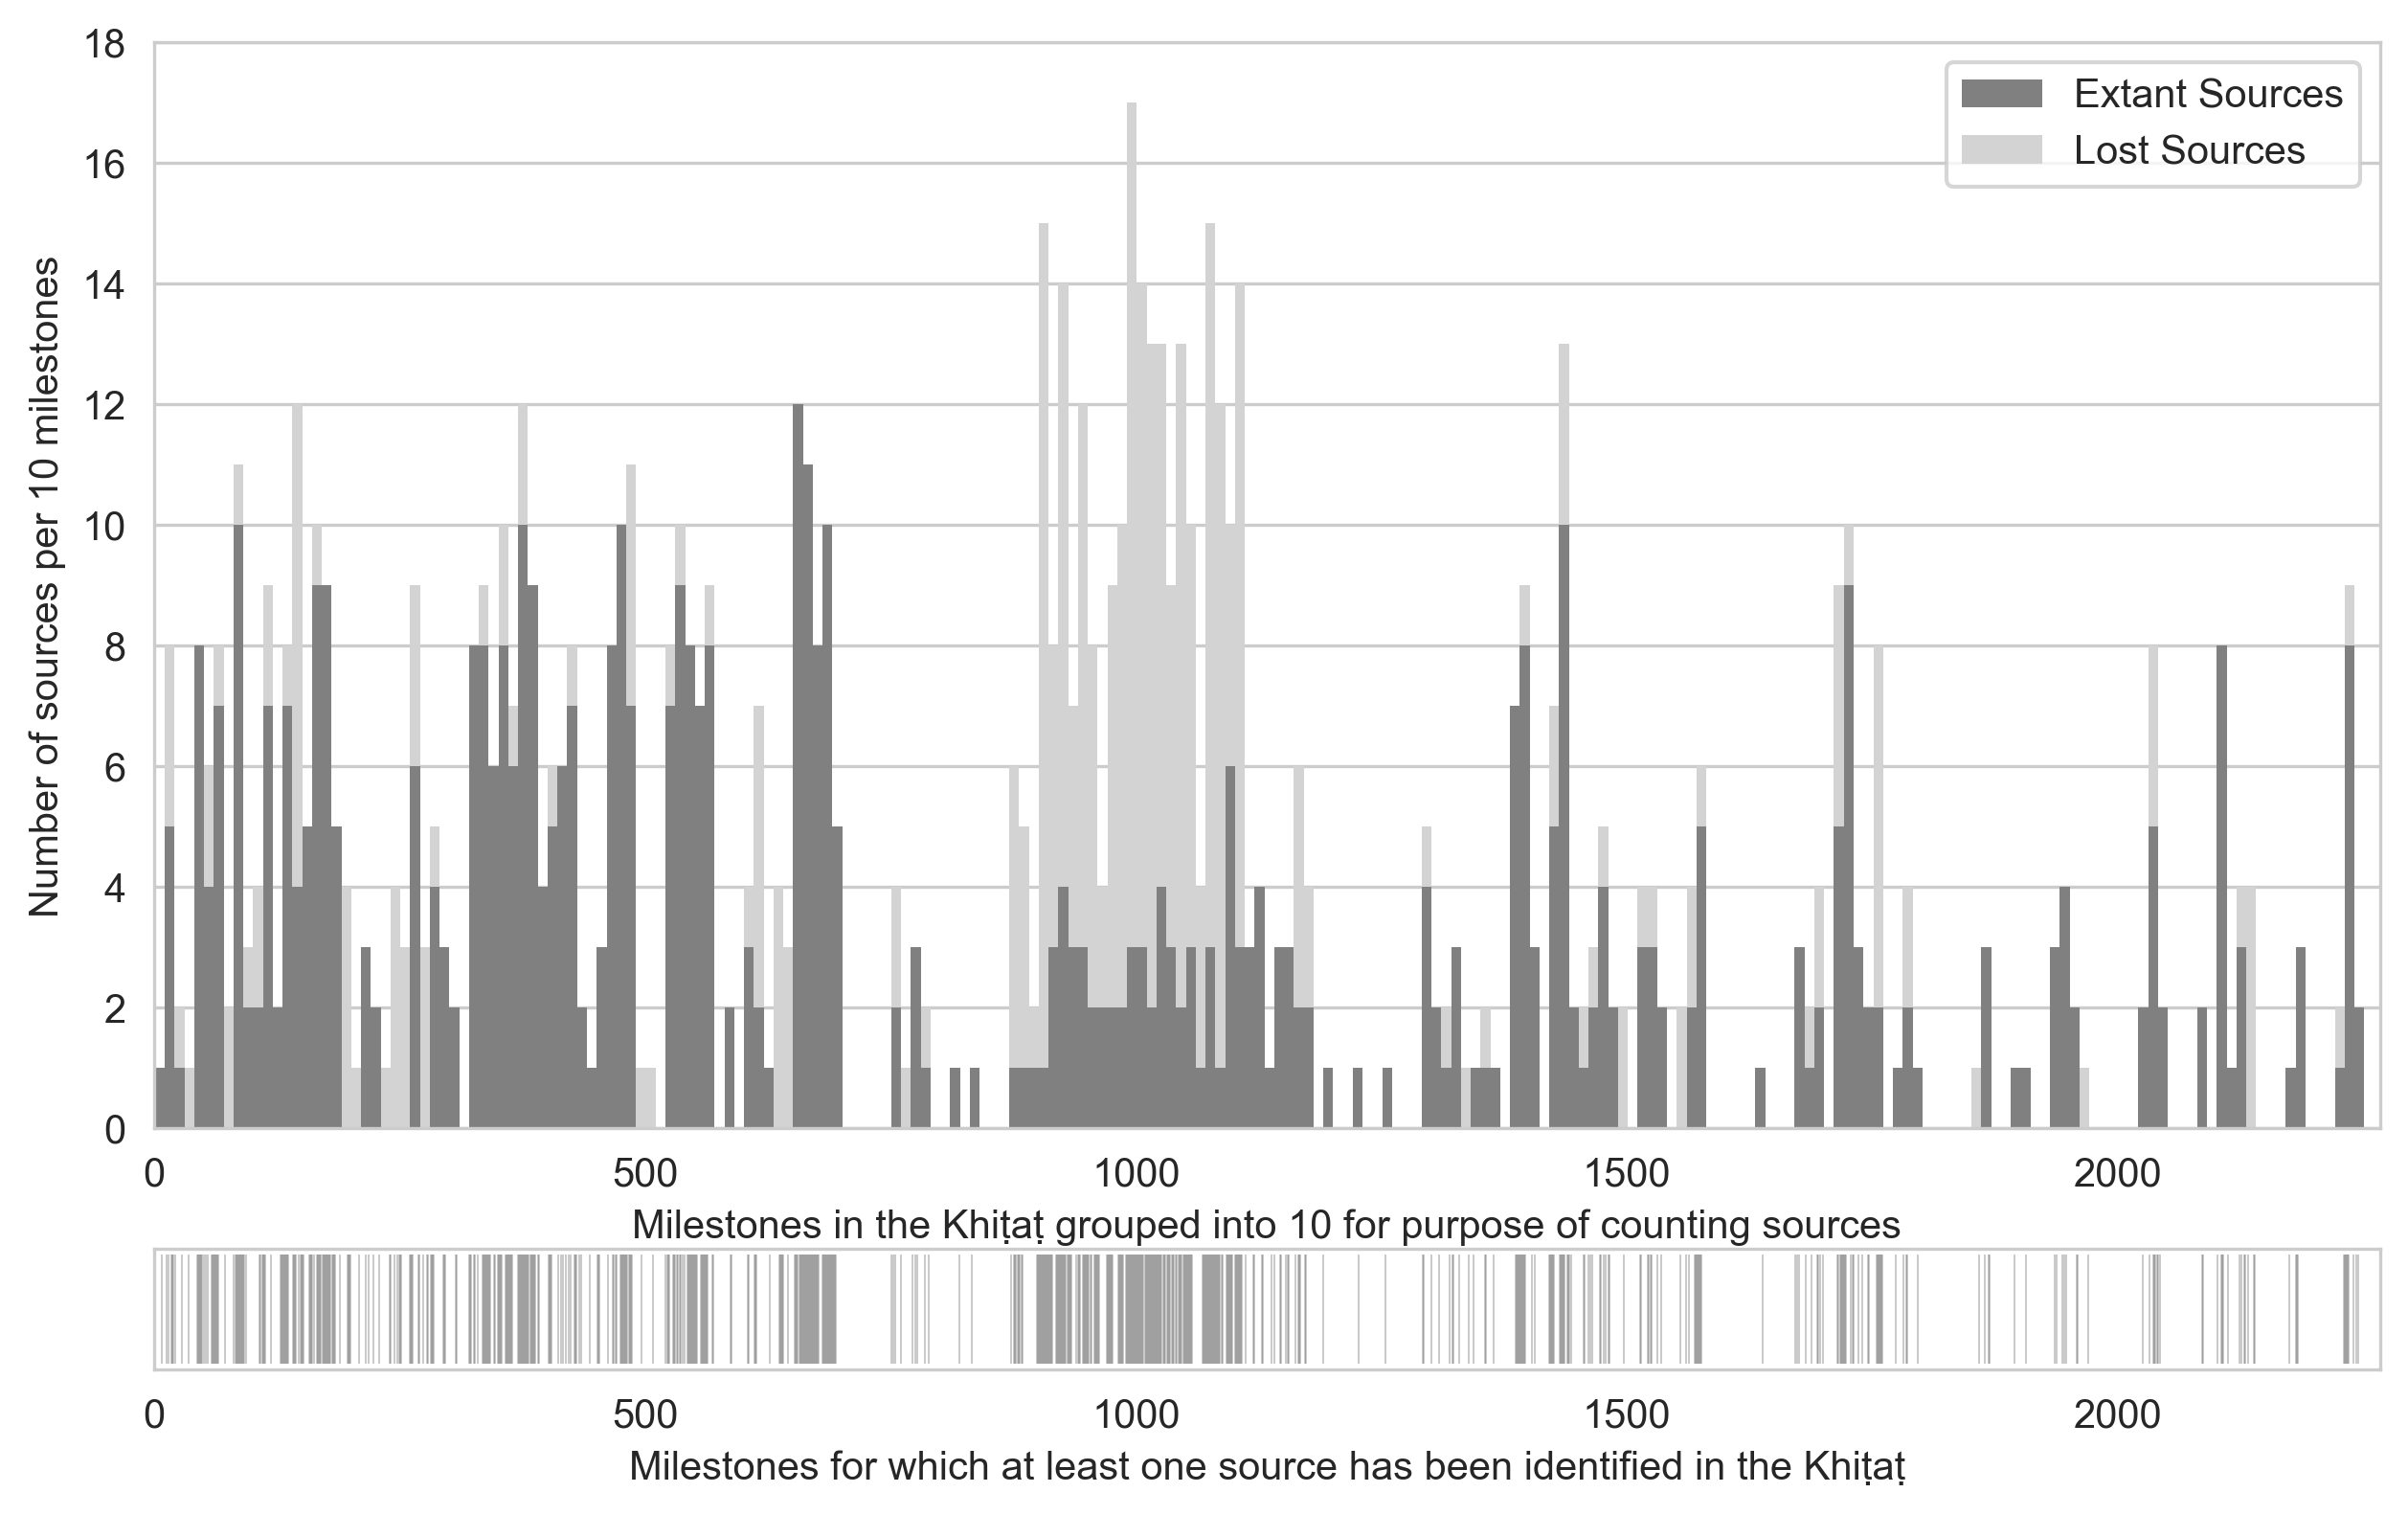 18
16
14
12
10
8
6
4
2
0
Number of sources per 10 milestones
Extant Sources
Lost Sources
0 500 1000 1500 2000
Milestones in the Khiṭaṭ grouped into 10 for purpose of counting sources
0 500 1000 1500 2000
Milestones for which at least one source has been identified in the Khiṭaṭ